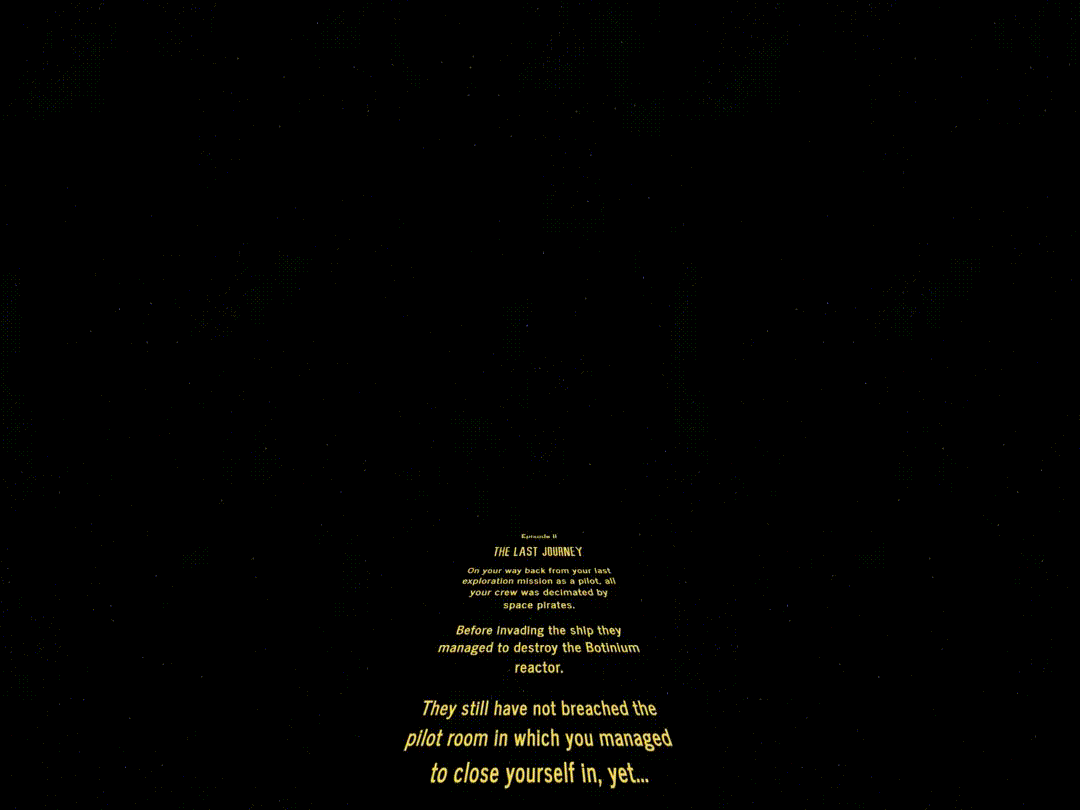 Episode II
THE LAST JOURNEY
On your way back from your last
exploration mission as a pilot, all
your crew was decimated by
space pirates.
Before invading the ship they
managed to destroy the Botinium
reactor.
They still have not breached the
pilot room in which you managed
to close yourself in, yet...